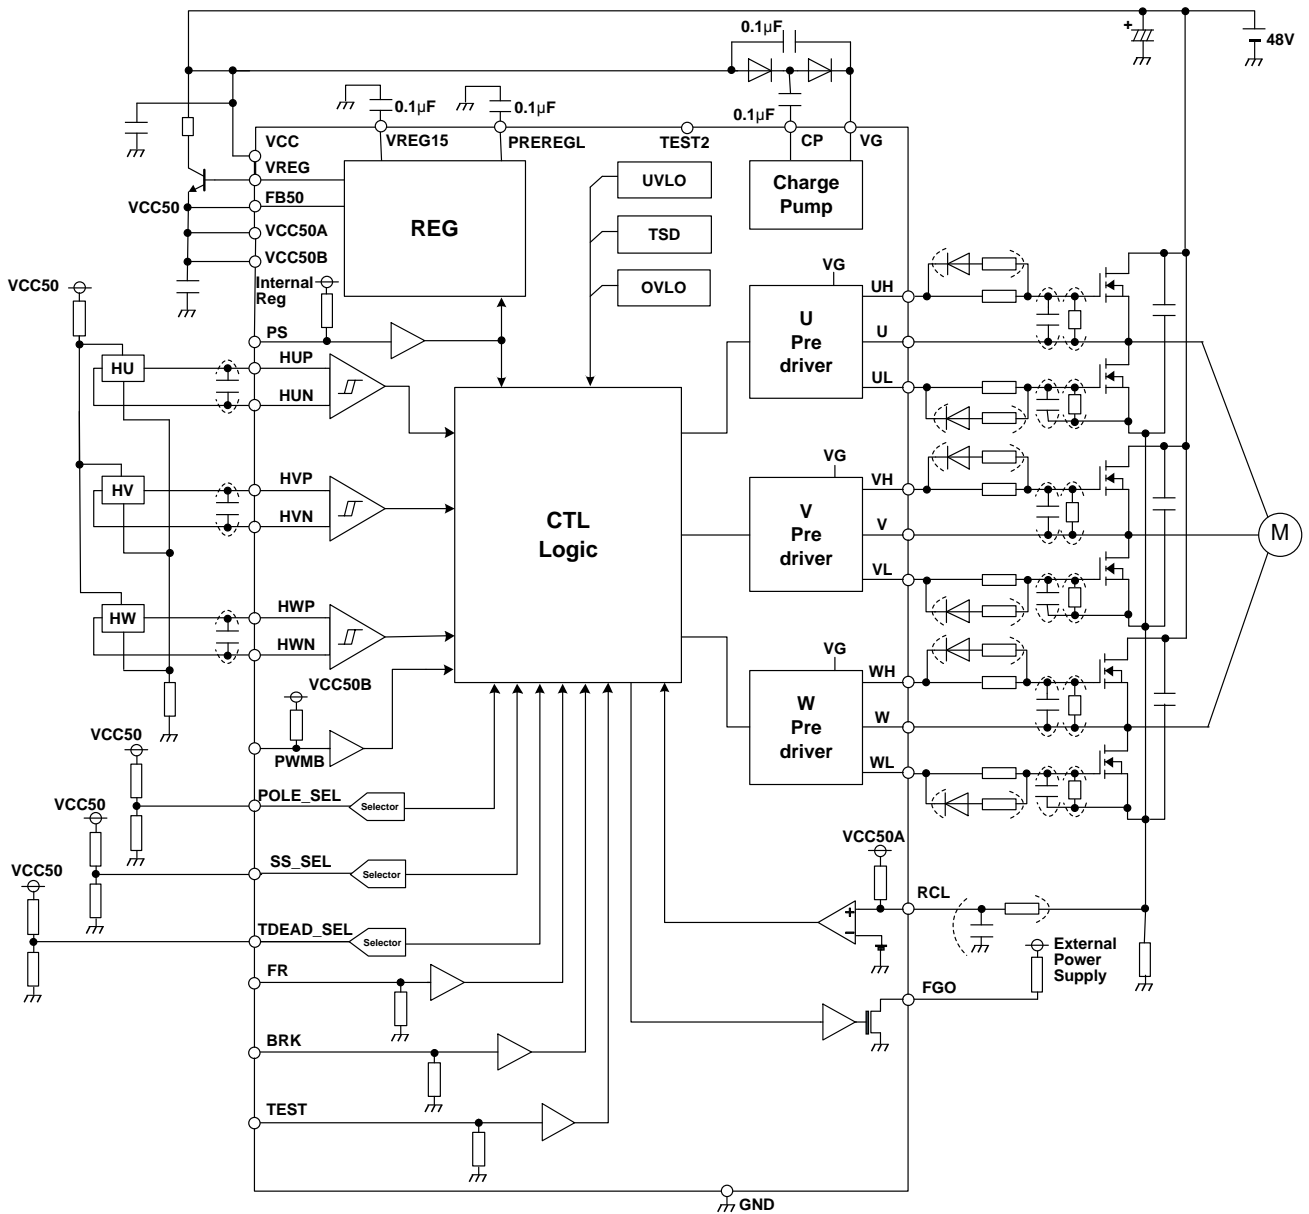 0.1µF
48V
0.1µF
0.1µF
0.1µF
VCC
VREG15
PREREGL
TEST2
CP
VG
VREG
FB50
VCC50
VCC50A
VCC50B
REG
UVLO
TSD
OVLO
Charge
Pump
VCC50
Internal
Reg
PS
HU
HUP
HUN
HV
HVP
HVN
HW
HWP
HWN
CTL
Logic
VG
UH
U
Pre
driver
U
UL
VG
VH
V
Pre
driver
V
VL
VG
WH
W
Pre
driver
W
WL
M
VCC50B
PWMB
VCC50
POLE_SEL
Selector
VCC50
SS_SEL
Selector
VCC50
TDEAD_SEL
Selector
FR
BRK
TEST
VCC50A
RCL
+
−
External
Power
Supply
FGO
GND
+